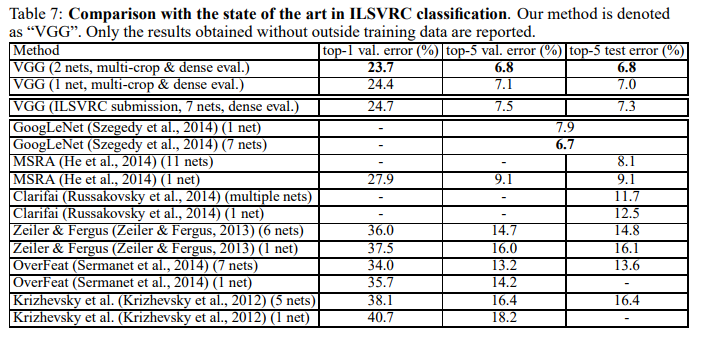 Table 7: Comparison with the state of the art in ILSVRC classification. Our method is denoted
as “VGG”. Only the results obtained without outside training data are reported.
Method top-1 val. error (%) top-5 val. error (%) top-5 test error (%)
VGG (2 nets, multi-crop & dense eval.) 23.7 6.8 6.8
VGG (1 net, multi-crop & dense eval.) 24.4 7.1 7.0
VGG (ILSVRC submission, 7 nets, dense eval.) 24.7 7.5 7.3
GoogLeNet (Szegedy et al., 2014) (1 net) - 7.9
GoogLeNet (Szegedy et al., 2014) (7 nets) - 6.7
MSRA (He et al., 2014) (11 nets) - - 8.1
MSRA (He et al., 2014) (1 net) 27.9 9.1 9.1
Clarifai (Russakovsky et al., 2014) (multiple nets) - - 11.7
Clarifai (Russakovsky et al., 2014) (1 net) - - 12.5
Zeiler & Fergus (Zeiler & Fergus, 2013) (6 nets) 36.0 14.7 14.8
Zeiler & Fergus (Zeiler & Fergus, 2013) (1 net) 37.5 16.0 16.1
OverFeat (Sermanet et al., 2014) (7 nets) 34.0 13.2 13.6
OverFeat (Sermanet et al., 2014) (1 net) 35.7 14.2 -
Krizhevsky et al. (Krizhevsky et al., 2012) (5 nets) 38.1 16.4 16.4
Krizhevsky et al. (Krizhevsky et al., 2012) (1 net) 40.7 18.2 -